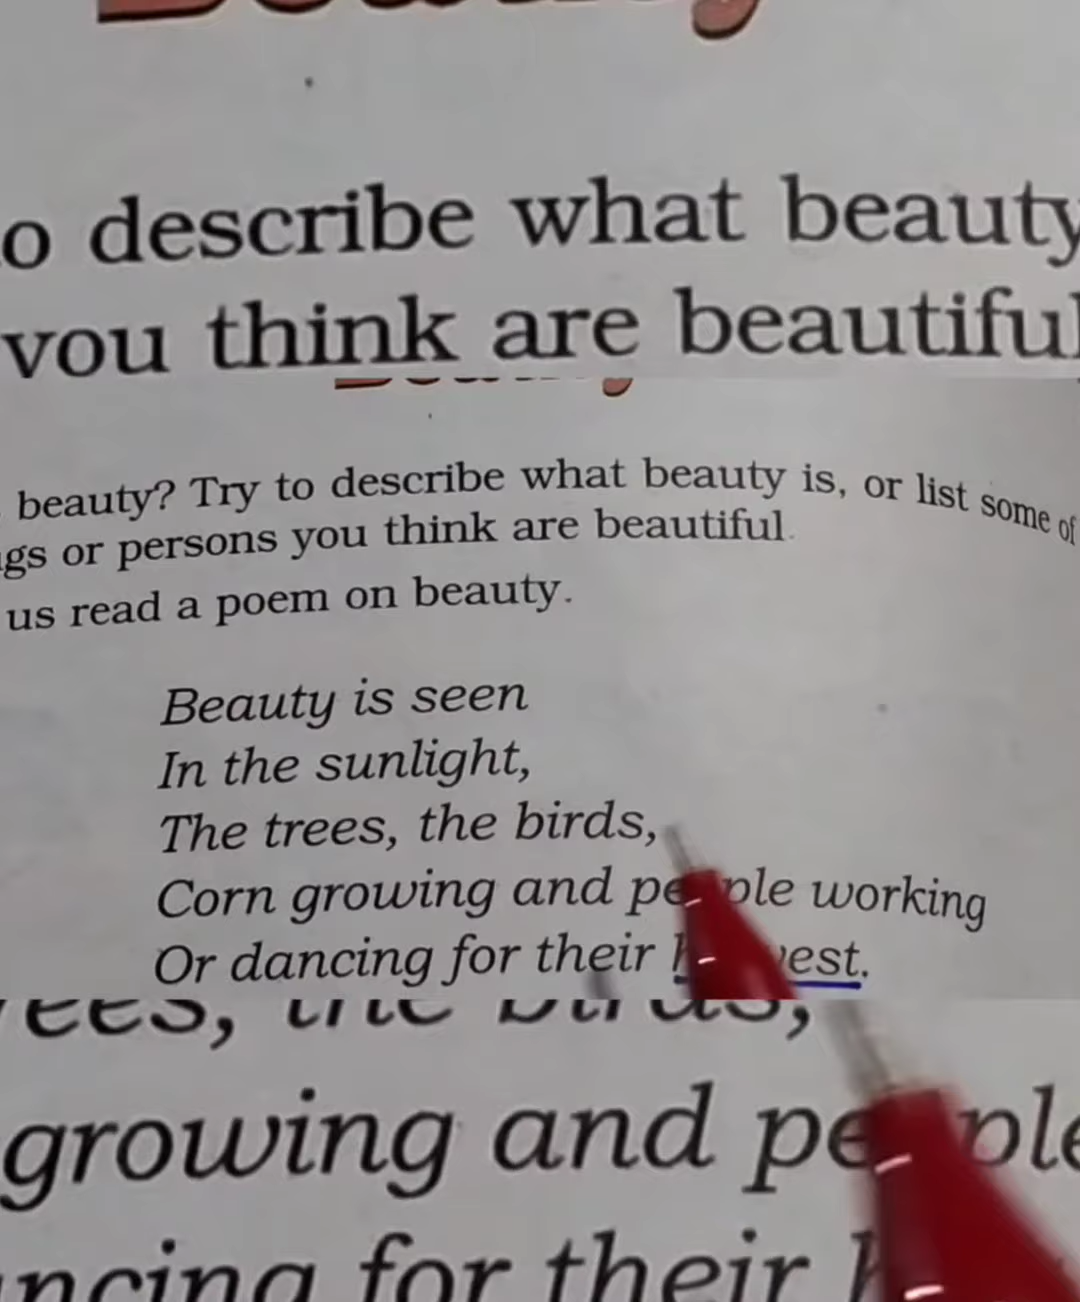 o describe what beauty
you think are beautiful
beauty? Try to describe what beauty is, or list some of
gs or persons you think are beautiful
us read a poem on beauty.
Beauty is seen
In the sunlight,
The trees, the birds,
Corn growing and people working
Or dancing for their harvest.
ees, the birds,
growing and people
ncing for their